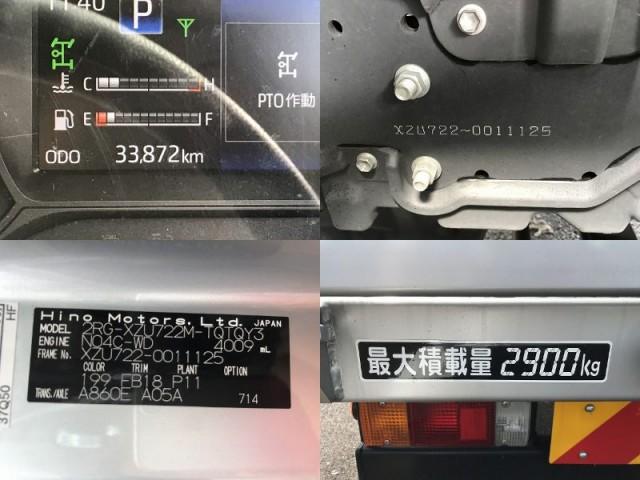 11:40
P
C H
E F
PTO作動
ODO 33,872km
XZU722-0011125
Hino Motors,Ltd. JAPAN
MODEL 2RG-XZU722M-TQTQY3
ENGINE N04C-WD 4009 mL
FRAME No. XZU722-0011125
COLOR TRIM PLANT OPTION
199 EB18 P11
TRANS./AXLE A860E A05A 714
HF
37Q50
最大積載量 2900kg